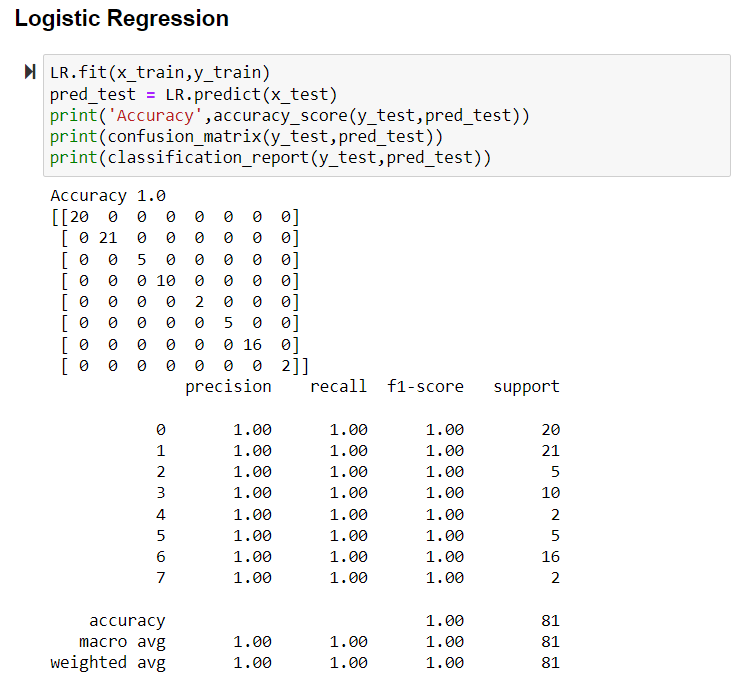 Logistic Regression
LR.fit(x_train,y_train)
pred_test = LR.predict(x_test)
print('Accuracy',accuracy_score(y_test,pred_test))
print(confusion_matrix(y_test,pred_test))
print(classification_report(y_test,pred_test))
Accuracy 1.0
[[20  0  0  0  0  0  0  0]
 [ 0 21  0  0  0  0  0  0]
 [ 0  0  5  0  0  0  0  0]
 [ 0  0  0 10  0  0  0  0]
 [ 0  0  0  0  2  0  0  0]
 [ 0  0  0  0  0  5  0  0]
 [ 0  0  0  0  0  0 16  0]
 [ 0  0  0  0  0  0  0  2]]
              precision    recall  f1-score   support
           0       1.00      1.00      1.00        20
           1       1.00      1.00      1.00        21
           2       1.00      1.00      1.00         5
           3       1.00      1.00      1.00        10
           4       1.00      1.00      1.00         2
           5       1.00      1.00      1.00         5
           6       1.00      1.00      1.00        16
           7       1.00      1.00      1.00         2
    accuracy                           1.00        81
   macro avg       1.00      1.00      1.00        81
weighted avg       1.00      1.00      1.00        81